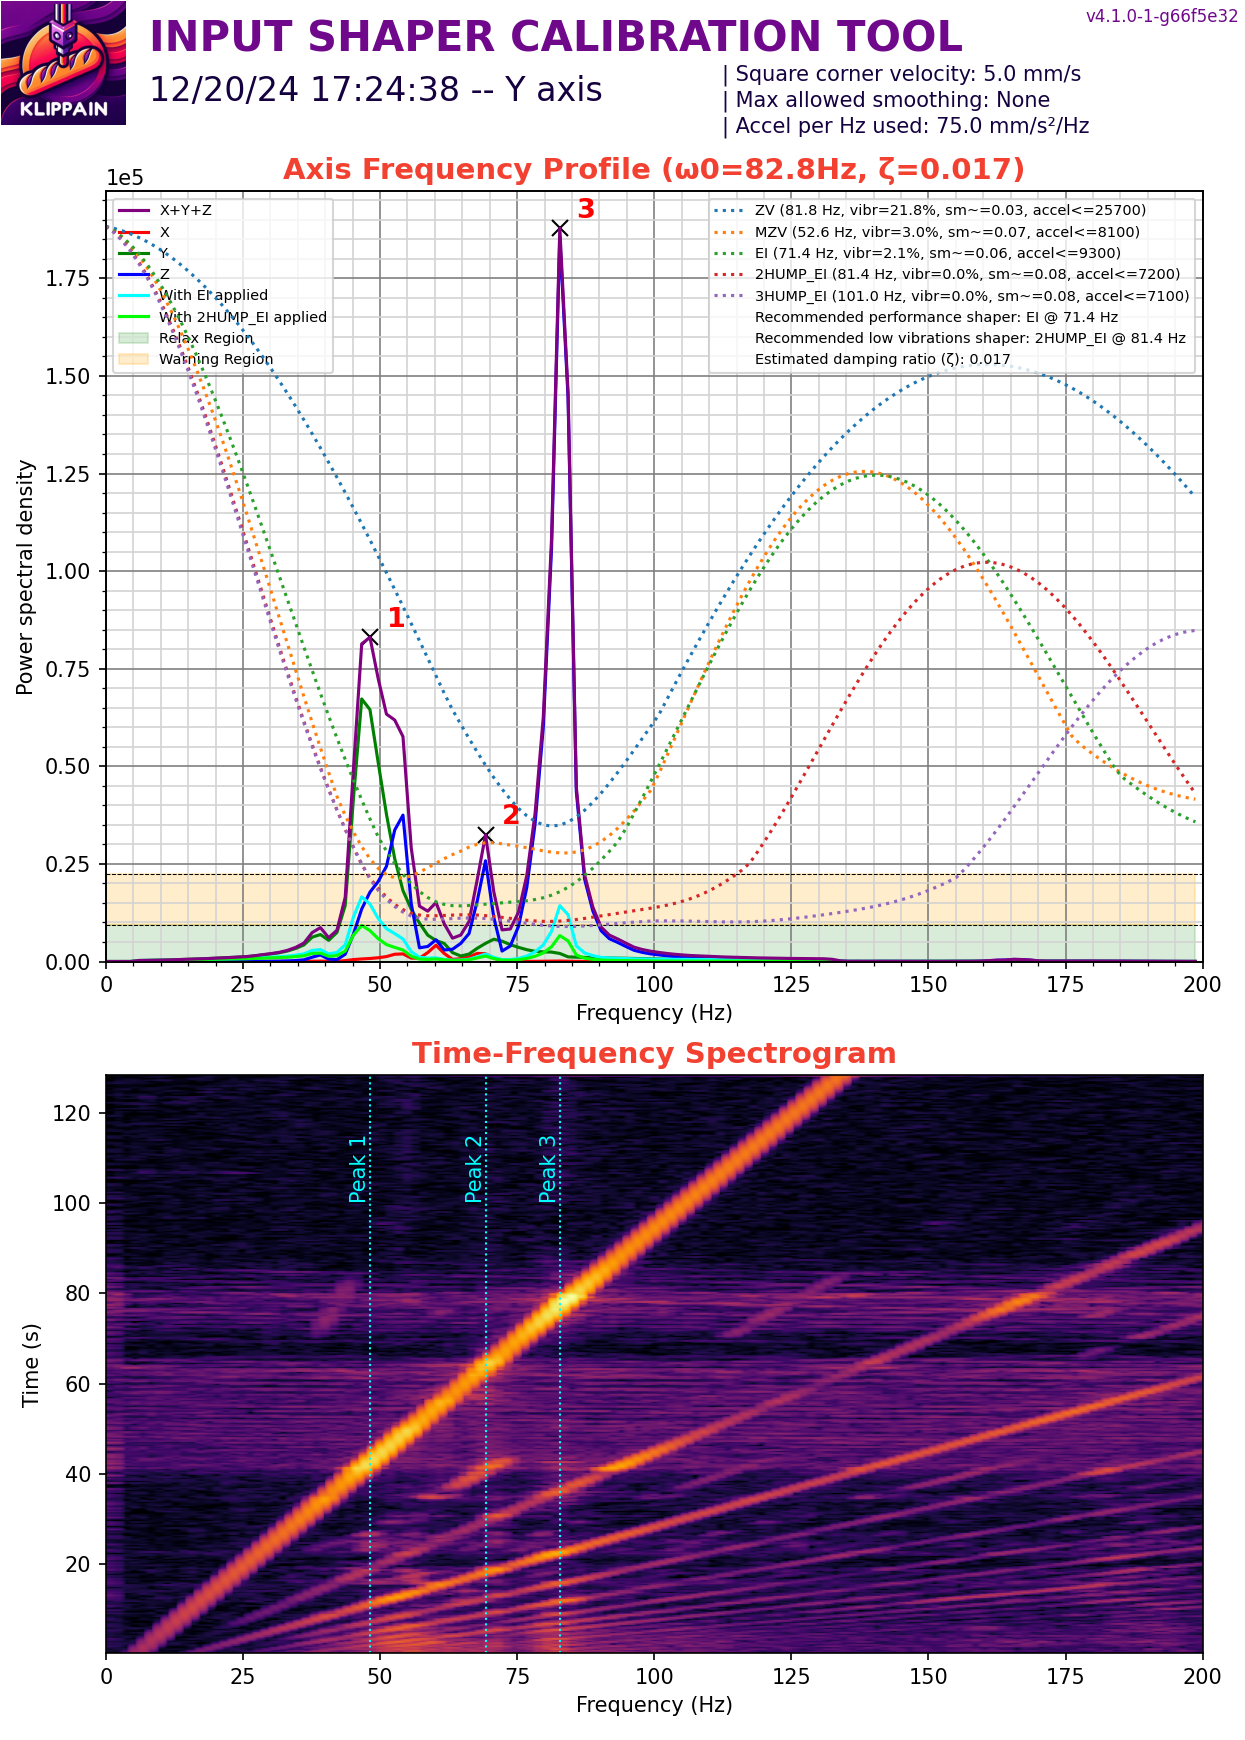 v4.1.0-1-g66f5e32
INPUT SHAPER CALIBRATION TOOL
12/20/24 17:24:38 -- Y axis
| Square corner velocity: 5.0 mm/s
| Max allowed smoothing: None
| Accel per Hz used: 75.0 mm/s²/Hz
KLIPPAIN
Axis Frequency Profile (ω0=82.8Hz, ζ=0.017)
1e5
X+Y+Z
X
Y
Z
With EI applied
With 2HUMP_EI applied
Relax Region
Warning Region
ZV (81.8 Hz, vibr=21.8%, sm~=0.03, accel<=25700)
MZV (52.6 Hz, vibr=3.0%, sm~=0.07, accel<=8100)
EI (71.4 Hz, vibr=2.1%, sm~=0.06, accel<=9300)
2HUMP_EI (81.4 Hz, vibr=0.0%, sm~=0.08, accel<=7200)
3HUMP_EI (101.0 Hz, vibr=0.0%, sm~=0.08, accel<=7100)
Recommended performance shaper: EI @ 71.4 Hz
Recommended low vibrations shaper: 2HUMP_EI @ 81.4 Hz
Estimated damping ratio (ζ): 0.017
3
1
2
1.75
1.50
1.25
1.00
0.75
0.50
0.25
0.00
Power spectral density
0 25 50 75 100 125 150 175 200
Frequency (Hz)
Time-Frequency Spectrogram
Peak 1
Peak 2
Peak 3
120
100
80
60
40
20
Time (s)
0 25 50 75 100 125 150 175 200
Frequency (Hz)